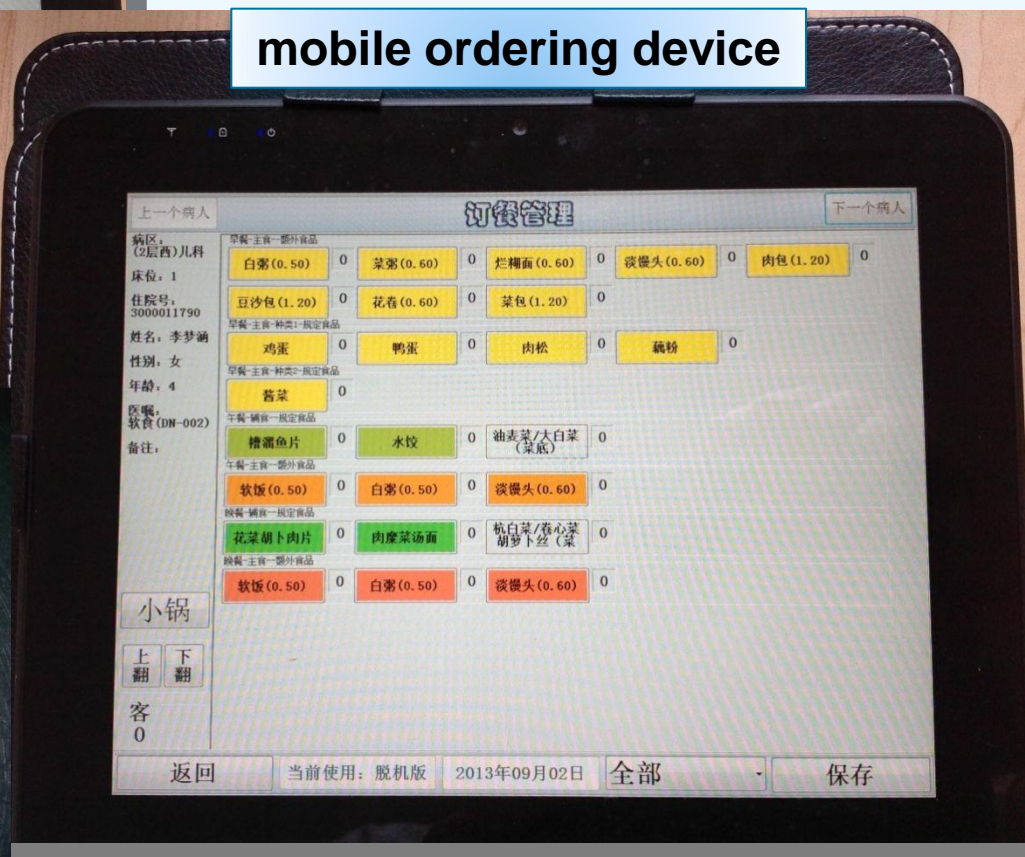 mobile ordering device
上一个病人
订餐管理
下一个病人
病区:
(2层西)儿科
床位: 1
住院号:
3000011790
姓名: 李梦涵
性别: 女
年龄: 4
医嘱:
软食(DN-002)
备注:
早餐-主食--额外食品
白粥(0.50) 0 菜粥(0.60) 0 烂糊面(0.60) 0 淡馒头(0.60) 0 肉包(1.20) 0
豆沙包(1.20) 0 花卷(0.60) 0 菜包(1.20) 0
早餐-主食-种类1-规定食品
鸡蛋 0 鸭蛋 0 肉松 0 藕粉 0
早餐-主食-种类2-规定食品
酱菜 0
午餐-辅食--规定食品
糟溜鱼片 0 水饺 0 油麦菜/大白菜 0
(菜底)
午餐-主食--额外食品
软饭(0.50) 0 白粥(0.50) 0 淡馒头(0.60) 0
晚餐-辅食--规定食品
花菜胡卜肉片 0 肉糜菜汤面 0 杭白菜/卷心菜 0
胡萝卜丝(菜
晚餐-主食--额外食品
软饭(0.50) 0 白粥(0.50) 0 淡馒头(0.60) 0
小锅
上翻 下翻
客
0
返回 当前使用: 脱机版 2013年09月02日 全部 保存